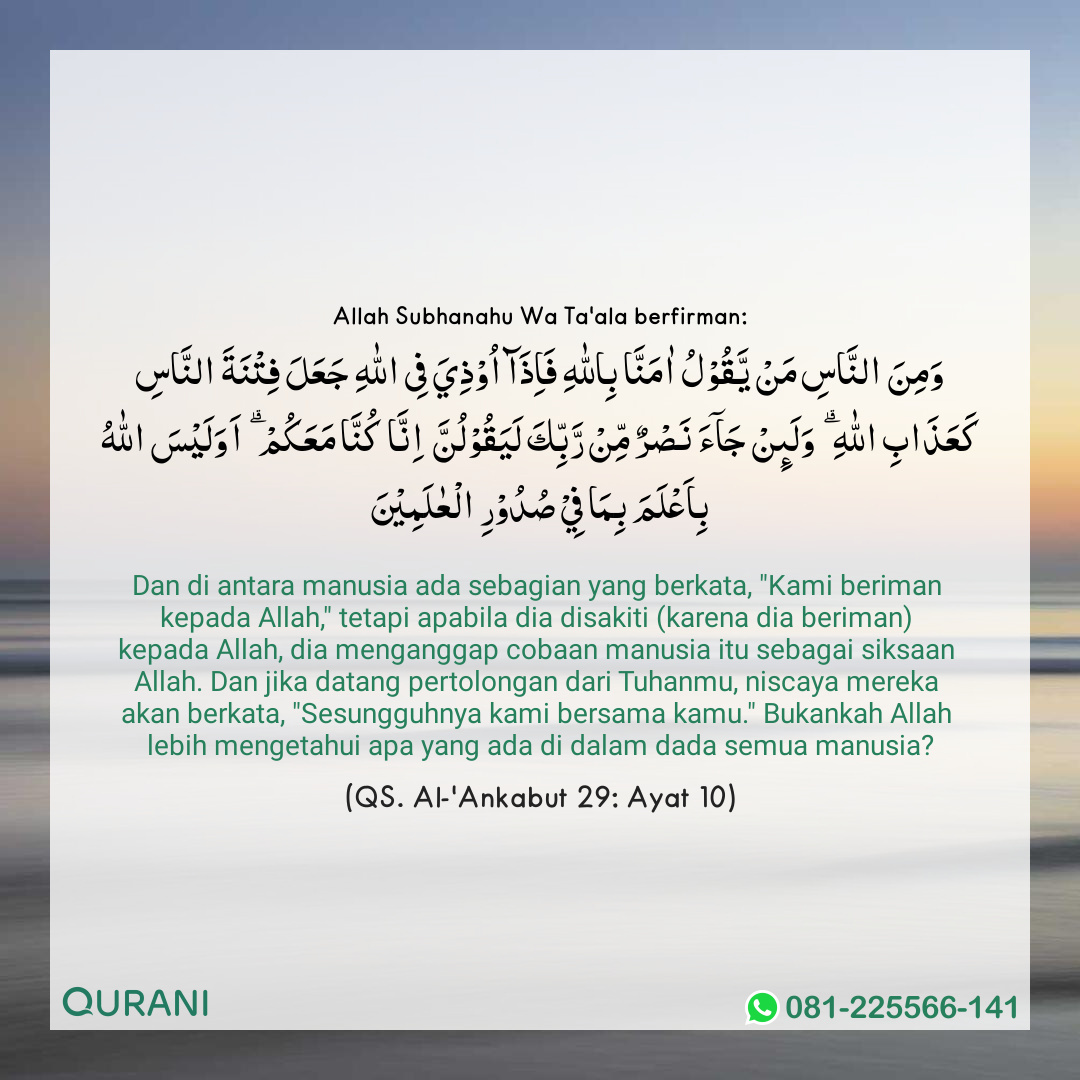 Allah Subhanahu Wa Ta'ala berfirman:
وَمِنَ النَّاسِ مَنْ يَّقُوْلُ اٰمَنَّا بِاللّٰهِ فَاِذَاۤ اُوْذِيَ فِى اللّٰهِ جَعَلَ فِتْنَةَ النَّاسِ
كَعَذَابِ اللّٰهِ ۗ وَلَىِٕنْ جَآءَ نَصْرٌ مِّنْ رَّبِّكَ لَيَقُوْلُنَّ اِنَّا كُنَّا مَعَكُمْ ۗ اَوَلَيْسَ اللّٰهُ
بِاَعْلَمَ بِمَا فِيْ صُدُوْرِ الْعٰلَمِيْنَ
Dan di antara manusia ada sebagian yang berkata, "Kami beriman
kepada Allah," tetapi apabila dia disakiti (karena dia beriman)
kepada Allah, dia menganggap cobaan manusia itu sebagai siksaan
Allah. Dan jika datang pertolongan dari Tuhanmu, niscaya mereka
akan berkata, "Sesungguhnya kami bersama kamu." Bukankah Allah
lebih mengetahui apa yang ada di dalam dada semua manusia?
(QS. Al-'Ankabut 29: Ayat 10)
QURANI
081-225566-141